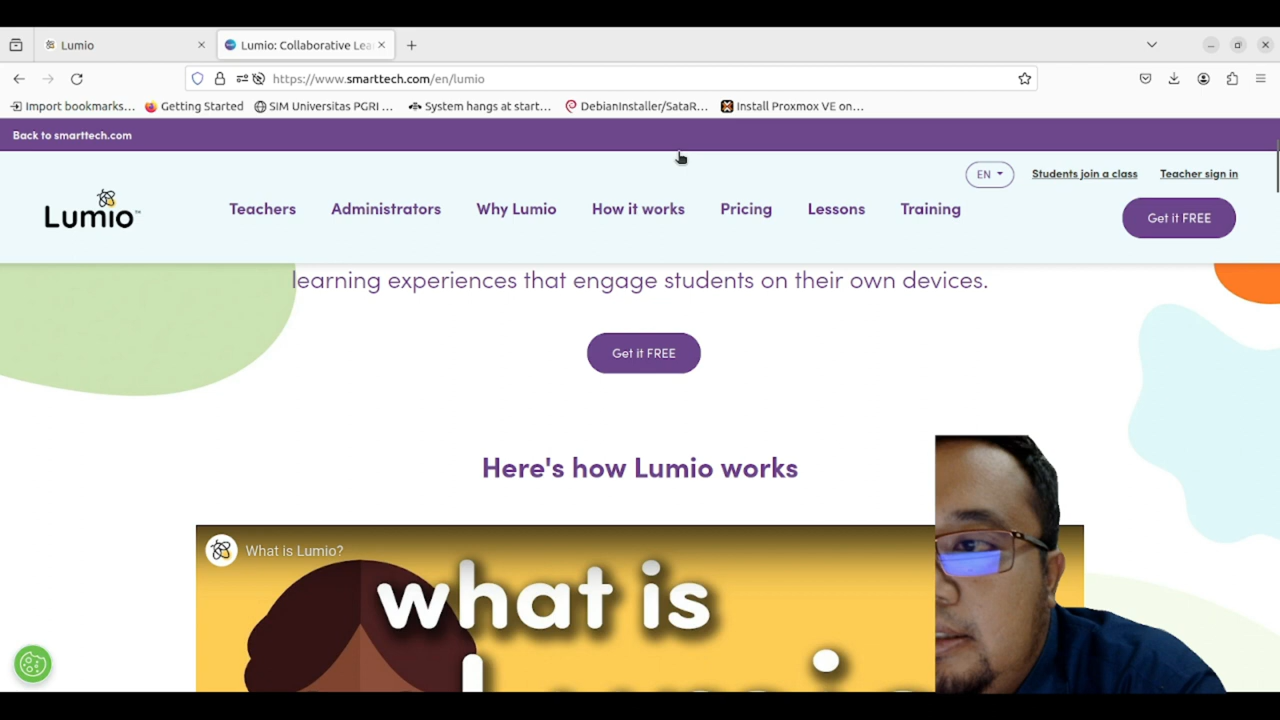 Lumio
Lumio: Collaborative Lea
https://www.smarttech.com/en/lumio
Import bookmarks...
Getting Started
SIM Universitas PGRI ...
System hangs at start...
DebianInstaller/SataR...
Install Proxmox VE on...
Back to smarttech.com
EN
Students join a class
Teacher sign in
Lumio™
Teachers
Administrators
Why Lumio
How it works
Pricing
Lessons
Training
Get it FREE
learning experiences that engage students on their own devices.
Get it FREE
Here's how Lumio works
What is Lumio?
what is